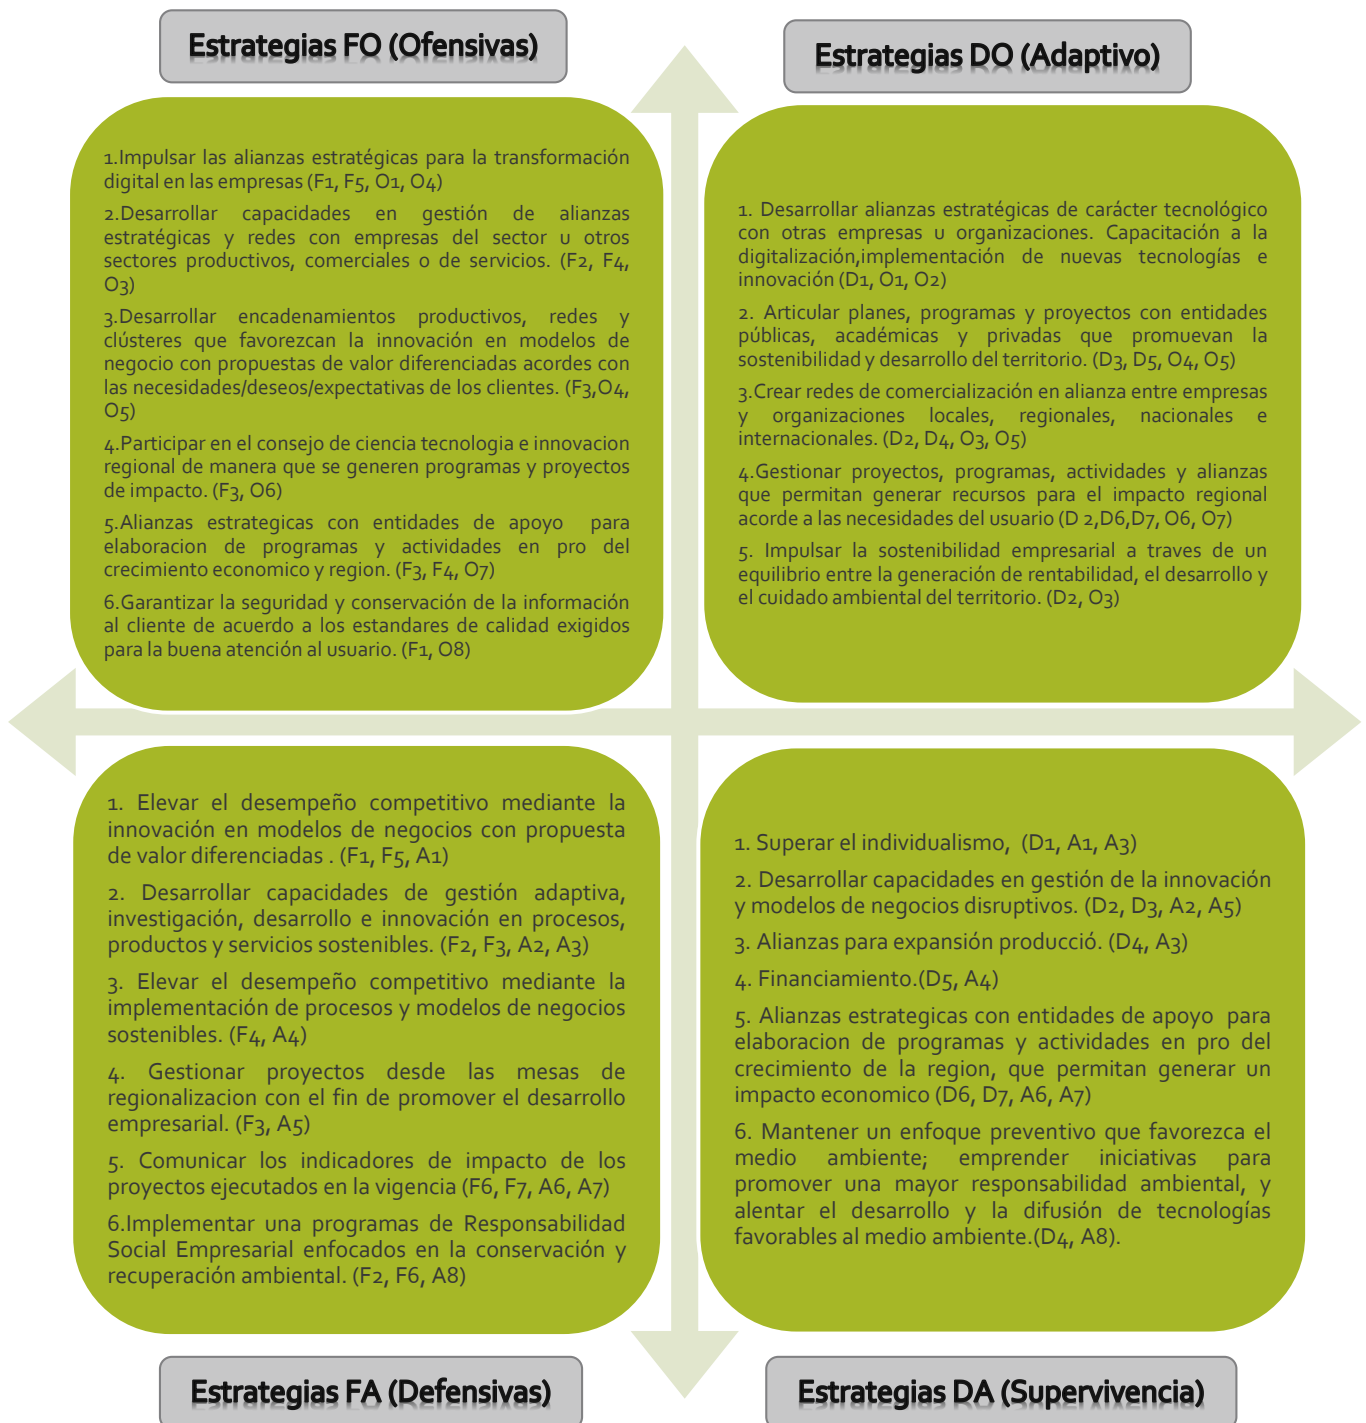 Estrategias FO (Ofensivas)
1.Impulsar las alianzas estratégicas para la transformación
digital en las empresas (F1, F5, O1, O4)
2.Desarrollar capacidades en gestión de alianzas
estratégicas y redes con empresas del sector u otros
sectores productivos, comerciales o de servicios. (F2, F4,
O3)
3.Desarrollar encadenamientos productivos, redes y
clústeres que favorezcan la innovación en modelos de
negocio con propuestas de valor diferenciadas acordes con
las necesidades/deseos/expectativas de los clientes. (F3,O4,
O5)
4.Participar en el consejo de ciencia tecnologia e innovacion
regional de manera que se generen programas y proyectos
de impacto. (F3, O6)
5.Alianzas estrategicas con entidades de apoyo para
elaboracion de programas y actividades en pro del
crecimiento economico y region. (F3, F4, O7)
6.Garantizar la seguridad y conservación de la información
al cliente de acuerdo a los estandares de calidad exigidos
para la buena atención al usuario. (F1, O8)
Estrategias DO (Adaptivo)
1. Desarrollar alianzas estratégicas de carácter tecnológico
con otras empresas u organizaciones. Capacitación a la
digitalización,implementación de nuevas tecnologías e
innovación (D1, O1, O2)
2. Articular planes, programas y proyectos con entidades
públicas, académicas y privadas que promuevan la
sostenibilidad y desarrollo del territorio. (D3, D5, O4, O5)
3.Crear redes de comercialización en alianza entre empresas
y organizaciones locales, regionales, nacionales e
internacionales. (D2, D4, O3, O5)
4.Gestionar proyectos, programas, actividades y alianzas
que permitan generar recursos para el impacto regional
acorde a las necesidades del usuario (D 2,D6,D7, O6, O7)
5. Impulsar la sostenibilidad empresarial a traves de un
equilibrio entre la generación de rentabilidad, el desarrollo y
el cuidado ambiental del territorio. (D2, O3)
1. Elevar el desempeño competitivo mediante la
innovación en modelos de negocios con propuesta
de valor diferenciadas . (F1, F5, A1)
2. Desarrollar capacidades de gestión adaptiva,
investigación, desarrollo e innovación en procesos,
productos y servicios sostenibles. (F2, F3, A2, A3)
3. Elevar el desempeño competitivo mediante la
implementación de procesos y modelos de negocios
sostenibles. (F4, A4)
4. Gestionar proyectos desde las mesas de
regionalizacion con el fin de promover el desarrollo
empresarial. (F3, A5)
5. Comunicar los indicadores de impacto de los
proyectos ejecutados en la vigencia (F6, F7, A6, A7)
6.Implementar una programas de Responsabilidad
Social Empresarial enfocados en la conservación y
recuperación ambiental. (F2, F6, A8)
Estrategias FA (Defensivas)
1. Superar el individualismo, (D1, A1, A3)
2. Desarrollar capacidades en gestión de la innovación
y modelos de negocios disruptivos. (D2, D3, A2, A5)
3. Alianzas para expansión producció. (D4, A3)
4. Financiamiento.(D5, A4)
5. Alianzas estrategicas con entidades de apoyo para
elaboracion de programas y actividades en pro del
crecimiento de la region, que permitan generar un
impacto economico (D6, D7, A6, A7)
6. Mantener un enfoque preventivo que favorezca el
medio ambiente; emprender iniciativas para
promover una mayor responsabilidad ambiental, y
alentar el desarrollo y la difusión de tecnologías
favorables al medio ambiente.(D4, A8).
Estrategias DA (Supervivencia)